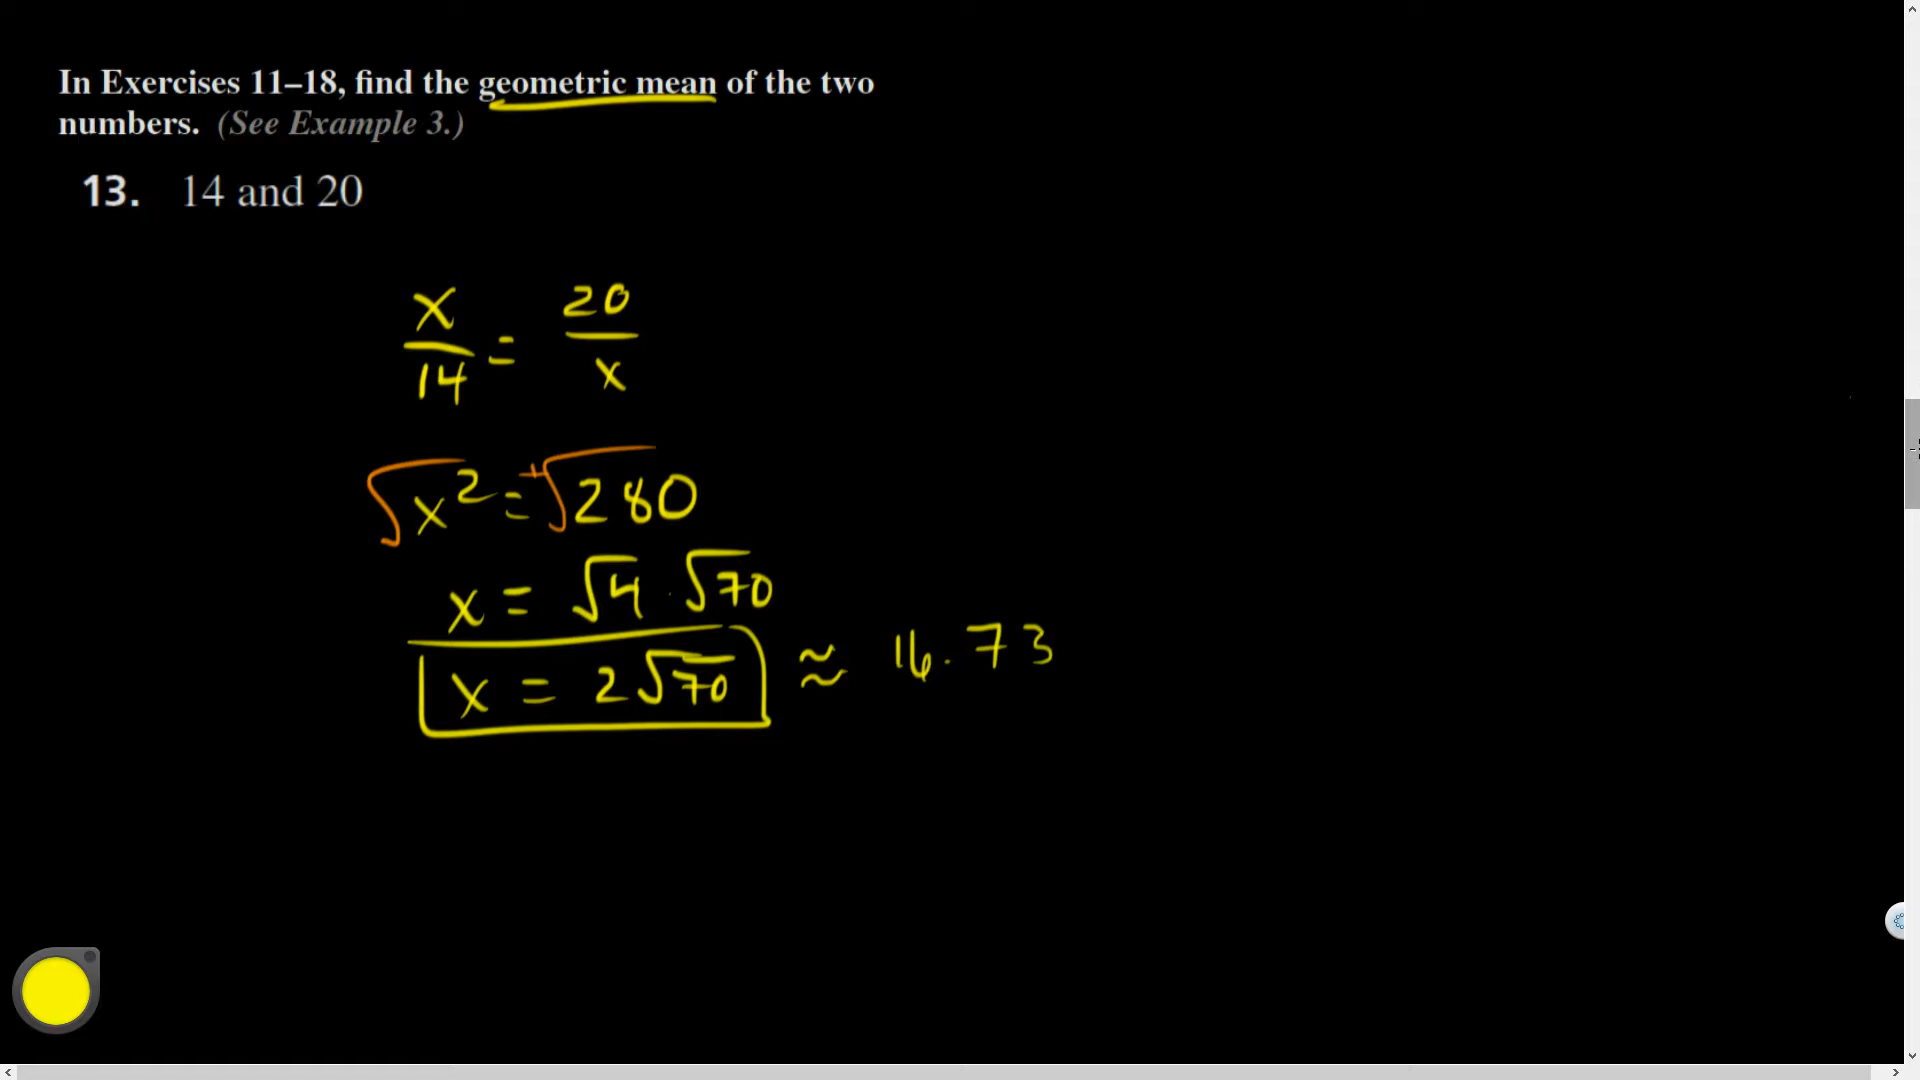 In Exercises 11–18, find the geometric mean of the two
numbers. (See Example 3.)
13. 14 and 20
x/14 = 20/x
√x² = +√280
x = √4 · √70
x = 2√70 ≈ 16.73